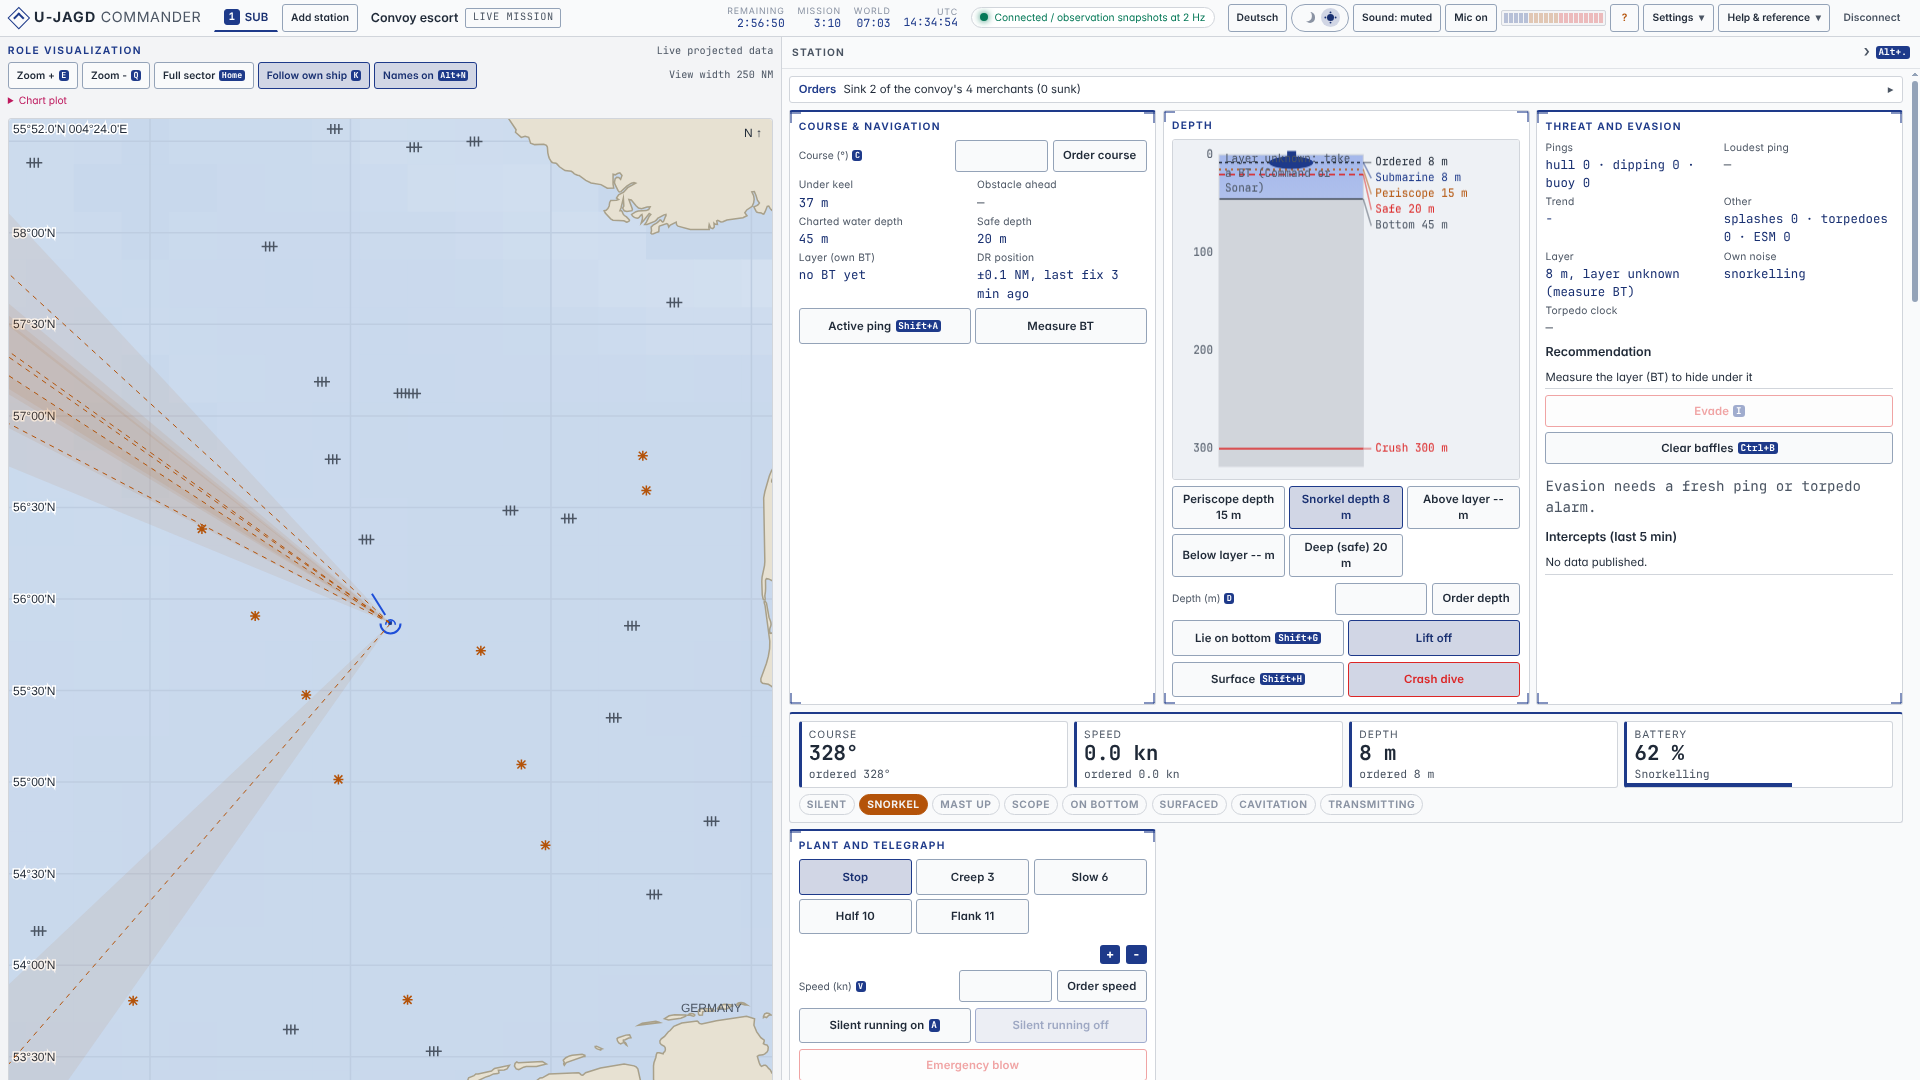 U-JAGD COMMANDER
1 SUB
Add station
Convoy escort
LIVE MISSION
REMAINING
2:56:50
MISSION
3:10
WORLD
07:03
UTC
14:34:54
Connected / observation snapshots at 2 Hz
Deutsch
Sound: muted
Mic on
?
Settings ▾
Help & reference ▾
Disconnect
ROLE VISUALIZATION
Live projected data
Zoom + E
Zoom - Q
Full sector Home
Follow own ship K
Names on Alt+N
View width 250 NM
▸ Chart plot
55°52.0'N 004°24.0'E
N ↑
58°00'N
57°30'N
57°00'N
56°30'N
56°00'N
55°30'N
55°00'N
54°30'N
54°00'N
53°30'N
GERMANY
STATION
› Alt+.
Orders Sink 2 of the convoy's 4 merchants (0 sunk) ▸
COURSE & NAVIGATION
Course (°) C
Order course
Under keel
37 m
Obstacle ahead
—
Charted water depth
45 m
Safe depth
20 m
Layer (own BT)
no BT yet
DR position
±0.1 NM, last fix 3
min ago
Active ping Shift+A
Measure BT
DEPTH
0
100
200
300
Layer unknown: take
a BT (Command or
Sonar)
Ordered 8 m
Submarine 8 m
Periscope 15 m
Safe 20 m
Bottom 45 m
Crush 300 m
Periscope depth
15 m
Snorkel depth 8
m
Above layer --
m
Below layer -- m
Deep (safe) 20
m
Depth (m) D
Order depth
Lie on bottom Shift+G
Lift off
Surface Shift+H
Crash dive
THREAT AND EVASION
Pings
hull 0 · dipping 0 ·
buoy 0
Loudest ping
—
Trend
-
Other
splashes 0 · torpedoes
0 · ESM 0
Layer
8 m, layer unknown
(measure BT)
Own noise
snorkelling
Torpedo clock
—
Recommendation
Measure the layer (BT) to hide under it
Evade I
Clear baffles Ctrl+B
Evasion needs a fresh ping or torpedo
alarm.
Intercepts (last 5 min)
No data published.
COURSE
328°
ordered 328°
SPEED
0.0 kn
ordered 0.0 kn
DEPTH
8 m
ordered 8 m
BATTERY
62 %
Snorkelling
SILENT
SNORKEL
MAST UP
SCOPE
ON BOTTOM
SURFACED
CAVITATION
TRANSMITTING
PLANT AND TELEGRAPH
Stop
Creep 3
Slow 6
Half 10
Flank 11
+
-
Speed (kn) V
Order speed
Silent running on A
Silent running off
Emergency blow